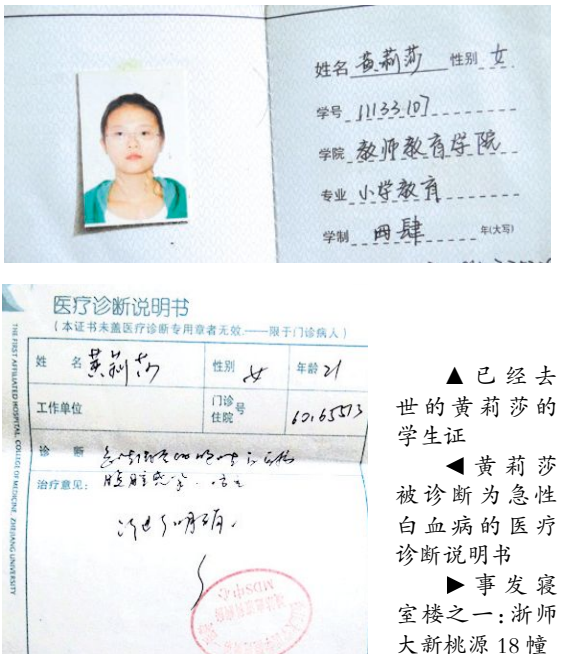 姓名 黄莉莎 性别 女
学号 11133107
学院 教师教育学院
专业 小学教育
学制 四肆 年(大写)
医疗诊断说明书
(本证书未盖医疗诊断专用章者无效.——限于门诊病人)
THE FIRST AFFILIATED HOSPITAL, COLLEGE OF MEDICINE, ZHEJIANG UNIVERSITY
姓 名 黄莉莎 性别 女 年龄 21
工作单位 门诊住院号 60165573
诊 断
治疗意见:
MDS中心
▲已经去
世的黄莉莎的
学生证
◀黄莉莎
被诊断为急性
白血病的医疗
诊断说明书
▶事发寝
室楼之一:浙师
大新桃源18幢